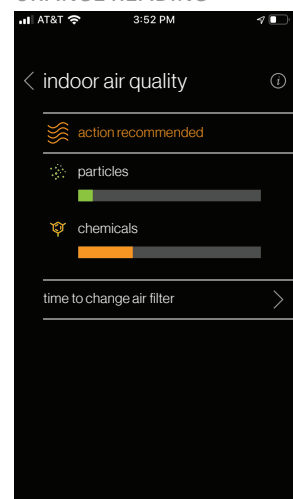 AT&T 3:52 PM
indoor air quality
action recommended
particles
chemicals
time to change air filter